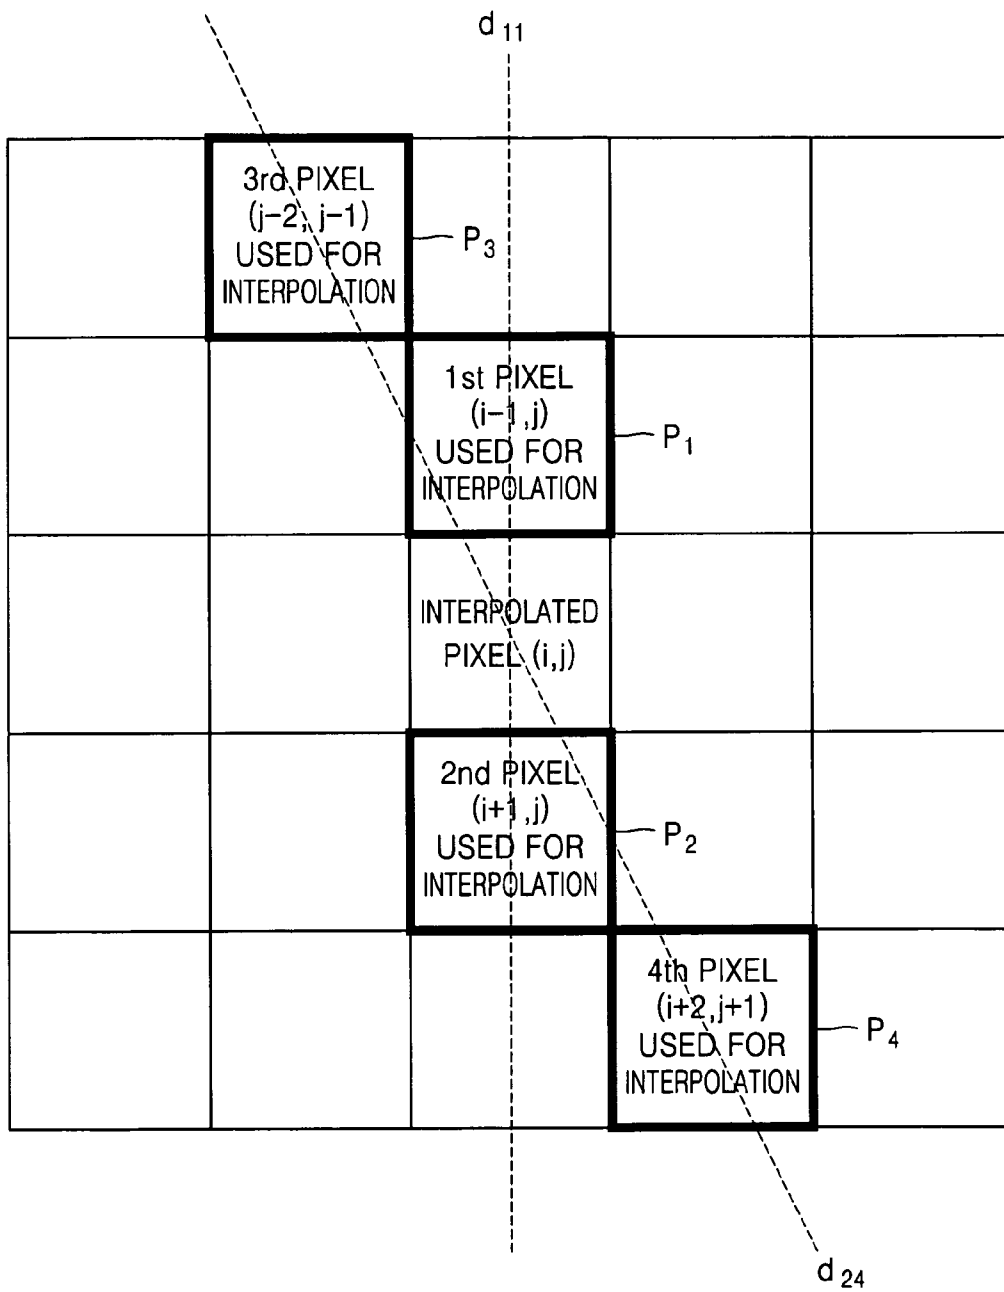 d 11
3rd PIXEL
(j-2, j-1)
USED FOR
INTERPOLATION
P3
1st PIXEL
(i-1,j)
USED FOR
INTERPOLATION
P1
INTERPOLATED
PIXEL (i,j)
2nd PIXEL
(i+1,j)
USED FOR
INTERPOLATION
P2
4th PIXEL
(i+2,j+1)
USED FOR
INTERPOLATION
P4
d 24